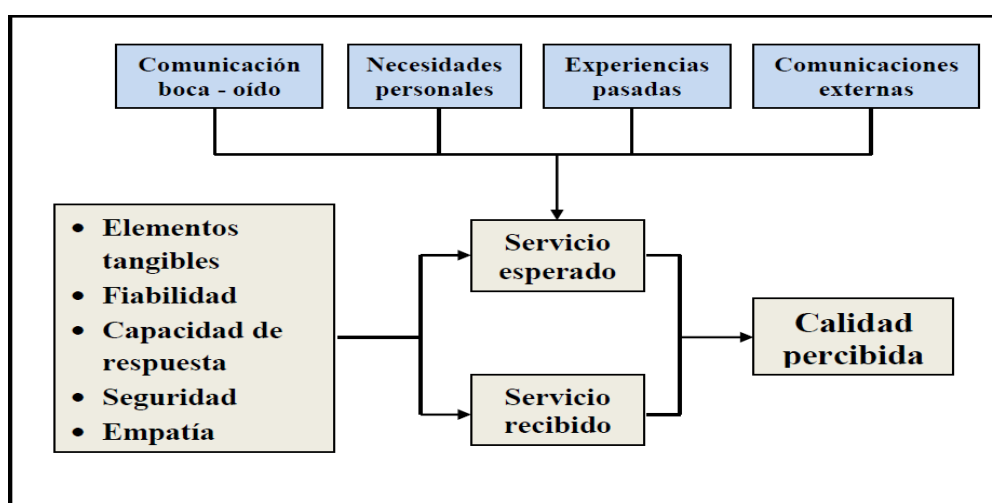 Comunicación
boca - oído
Necesidades
personales
Experiencias
pasadas
Comunicaciones
externas
• Elementos
tangibles
• Fiabilidad
• Capacidad de
respuesta
• Seguridad
• Empatía
Servicio
esperado
Servicio
recibido
Calidad
percibida